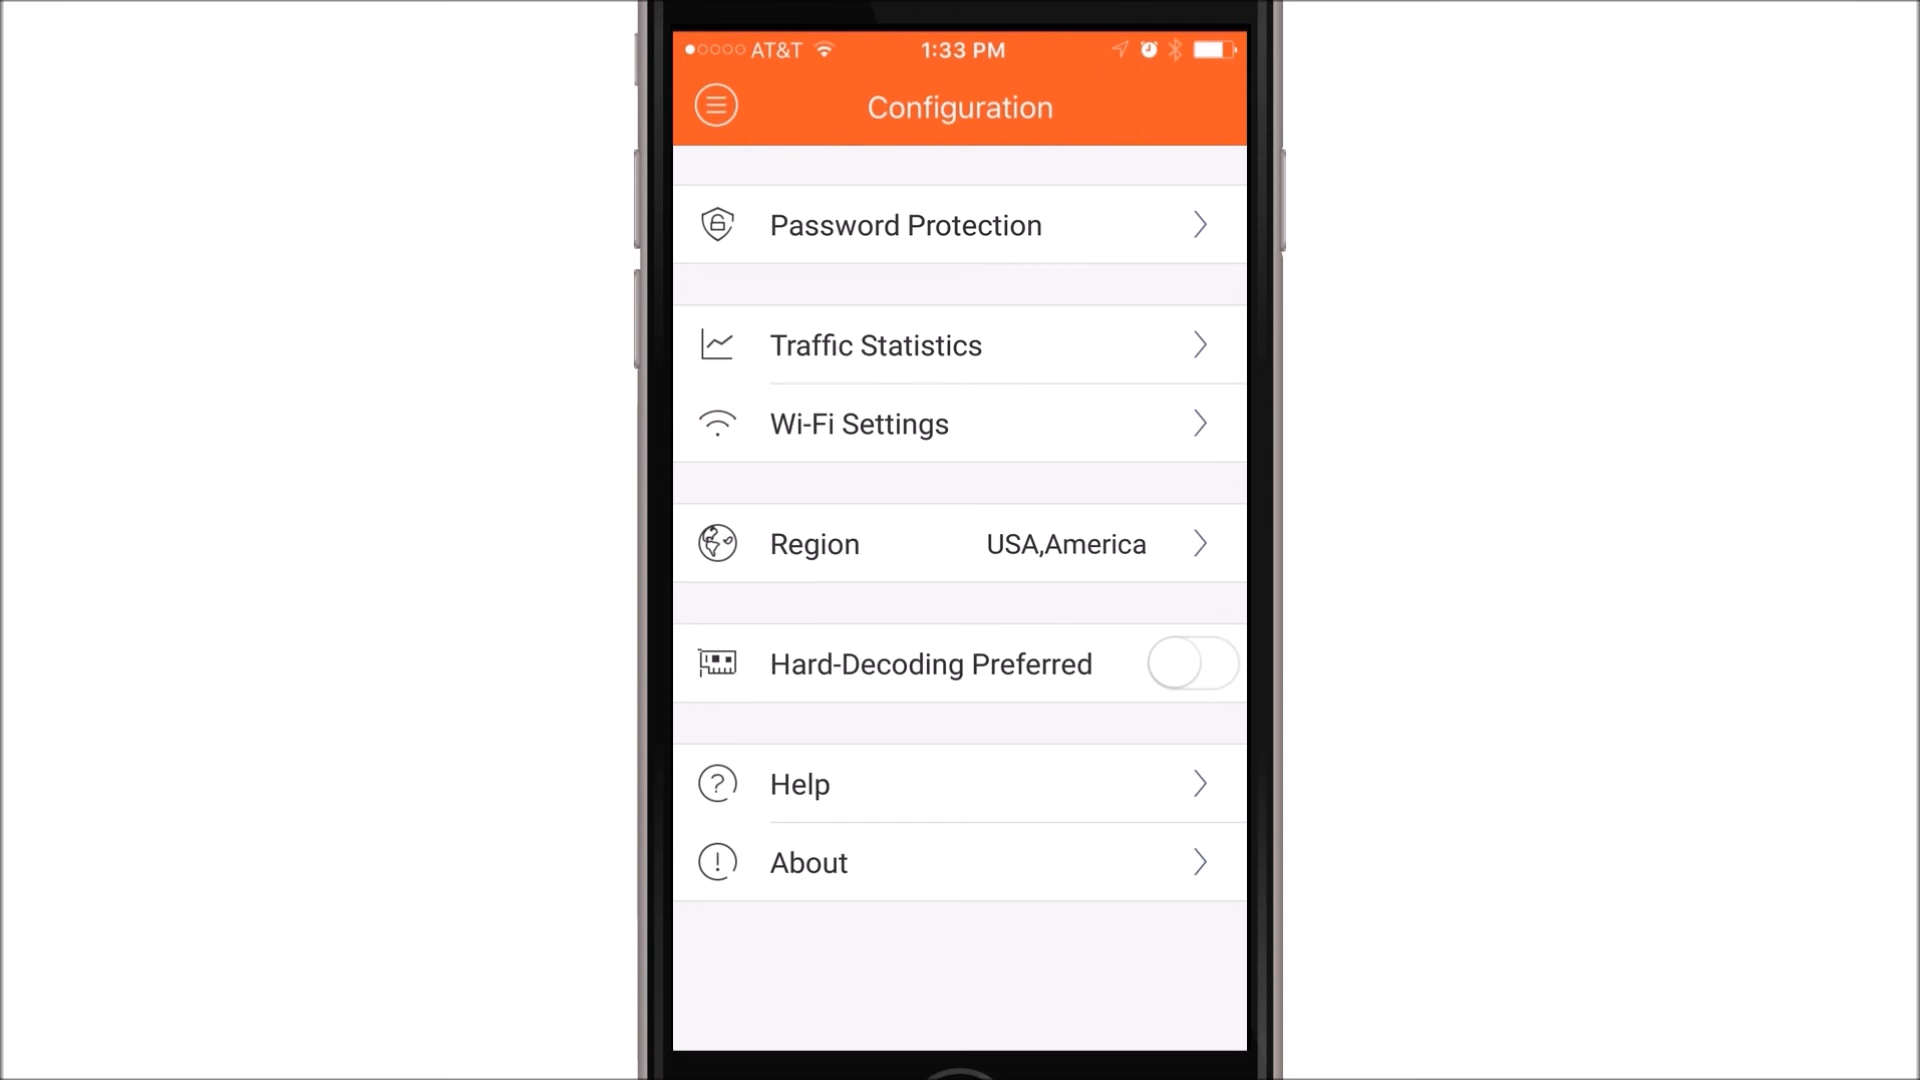 AT&T 1:33 PM
Configuration
Password Protection
Traffic Statistics
Wi-Fi Settings
Region USA,America
Hard-Decoding Preferred
Help
About